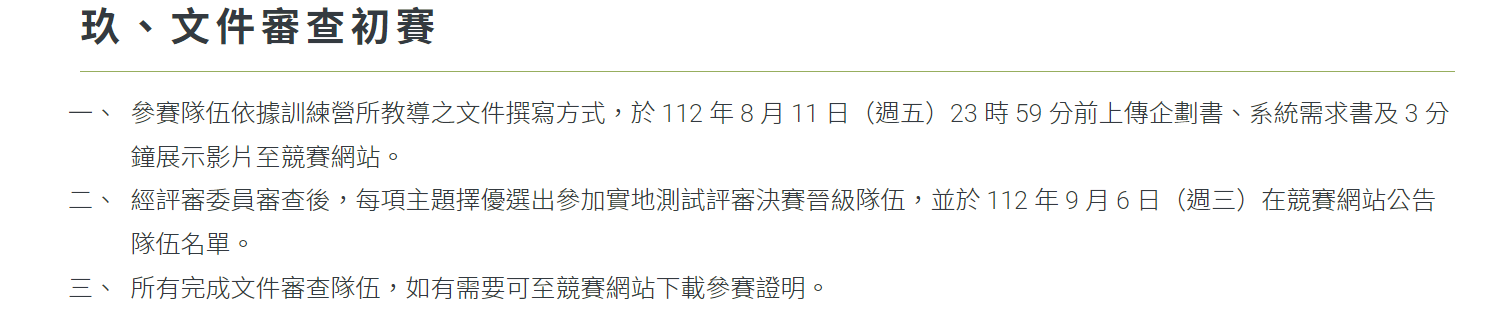 玖、文件審查初賽
一、 參賽隊伍依據訓練營所教導之文件撰寫方式，於 112 年 8 月 11 日（週五）23 時 59 分前上傳企劃書、系統需求書及 3 分
鐘展示影片至競賽網站。
二、 經評審委員審查後，每項主題擇優選出參加實地測試評審決賽晉級隊伍，並於 112 年 9 月 6 日（週三）在競賽網站公告
隊伍名單。
三、 所有完成文件審查隊伍，如有需要可至競賽網站下載參賽證明。